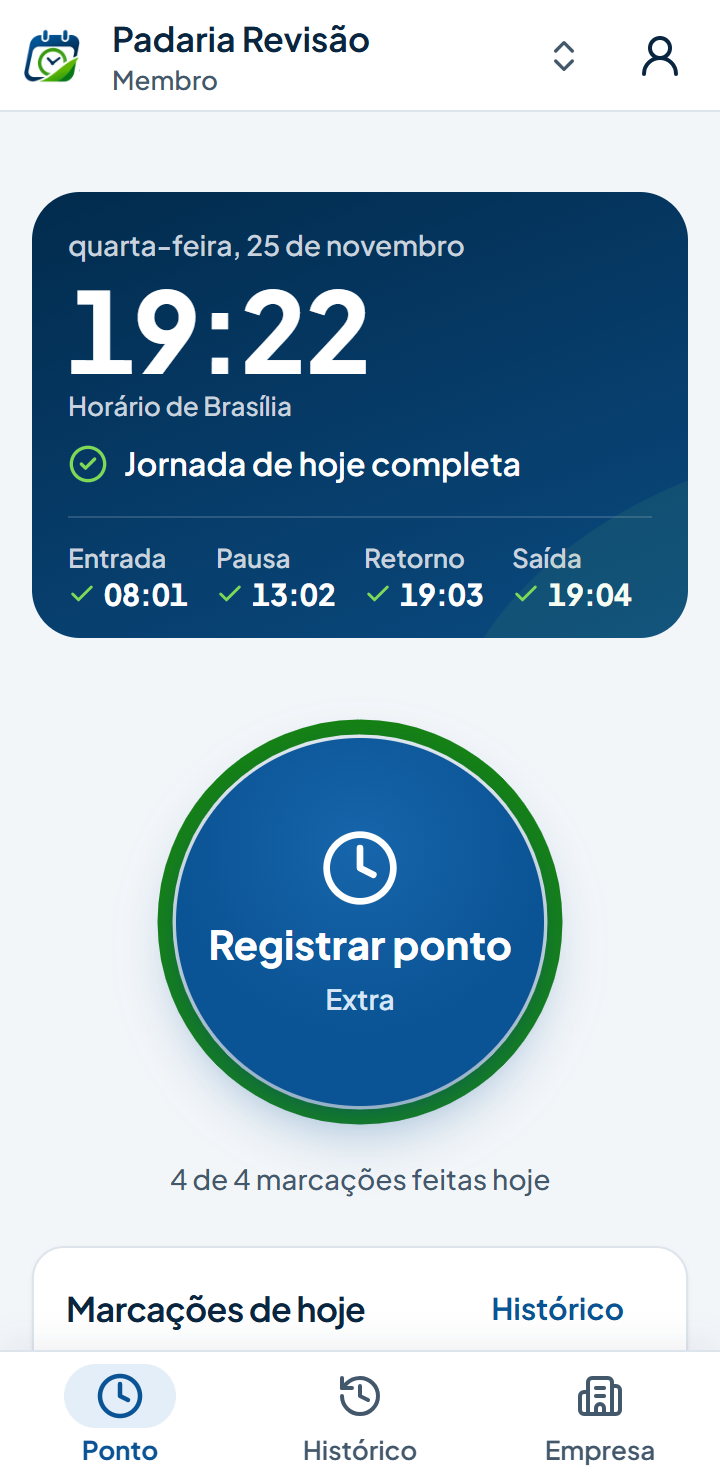 Padaria Revisão
Membro
quarta-feira, 25 de novembro
19:22
Horário de Brasília
Jornada de hoje completa
Entrada Pausa Retorno Saída
08:01 13:02 19:03 19:04
Registrar ponto
Extra
4 de 4 marcações feitas hoje
Marcações de hoje Histórico
Ponto Histórico Empresa